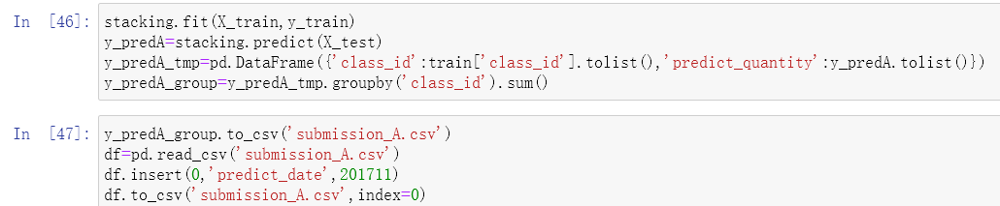 In [46]: stacking.fit(X_train,y_train)
y_predA=stacking.predict(X_test)
y_predA_tmp=pd.DataFrame({'class_id':train['class_id'].tolist(),'predict_quantity':y_predA.tolist()})
y_predA_group=y_predA_tmp.groupby('class_id').sum()
In [47]: y_predA_group.to_csv('submission_A.csv')
df=pd.read_csv('submission_A.csv')
df.insert(0,'predict_date',201711)
df.to_csv('submission_A.csv',index=0)